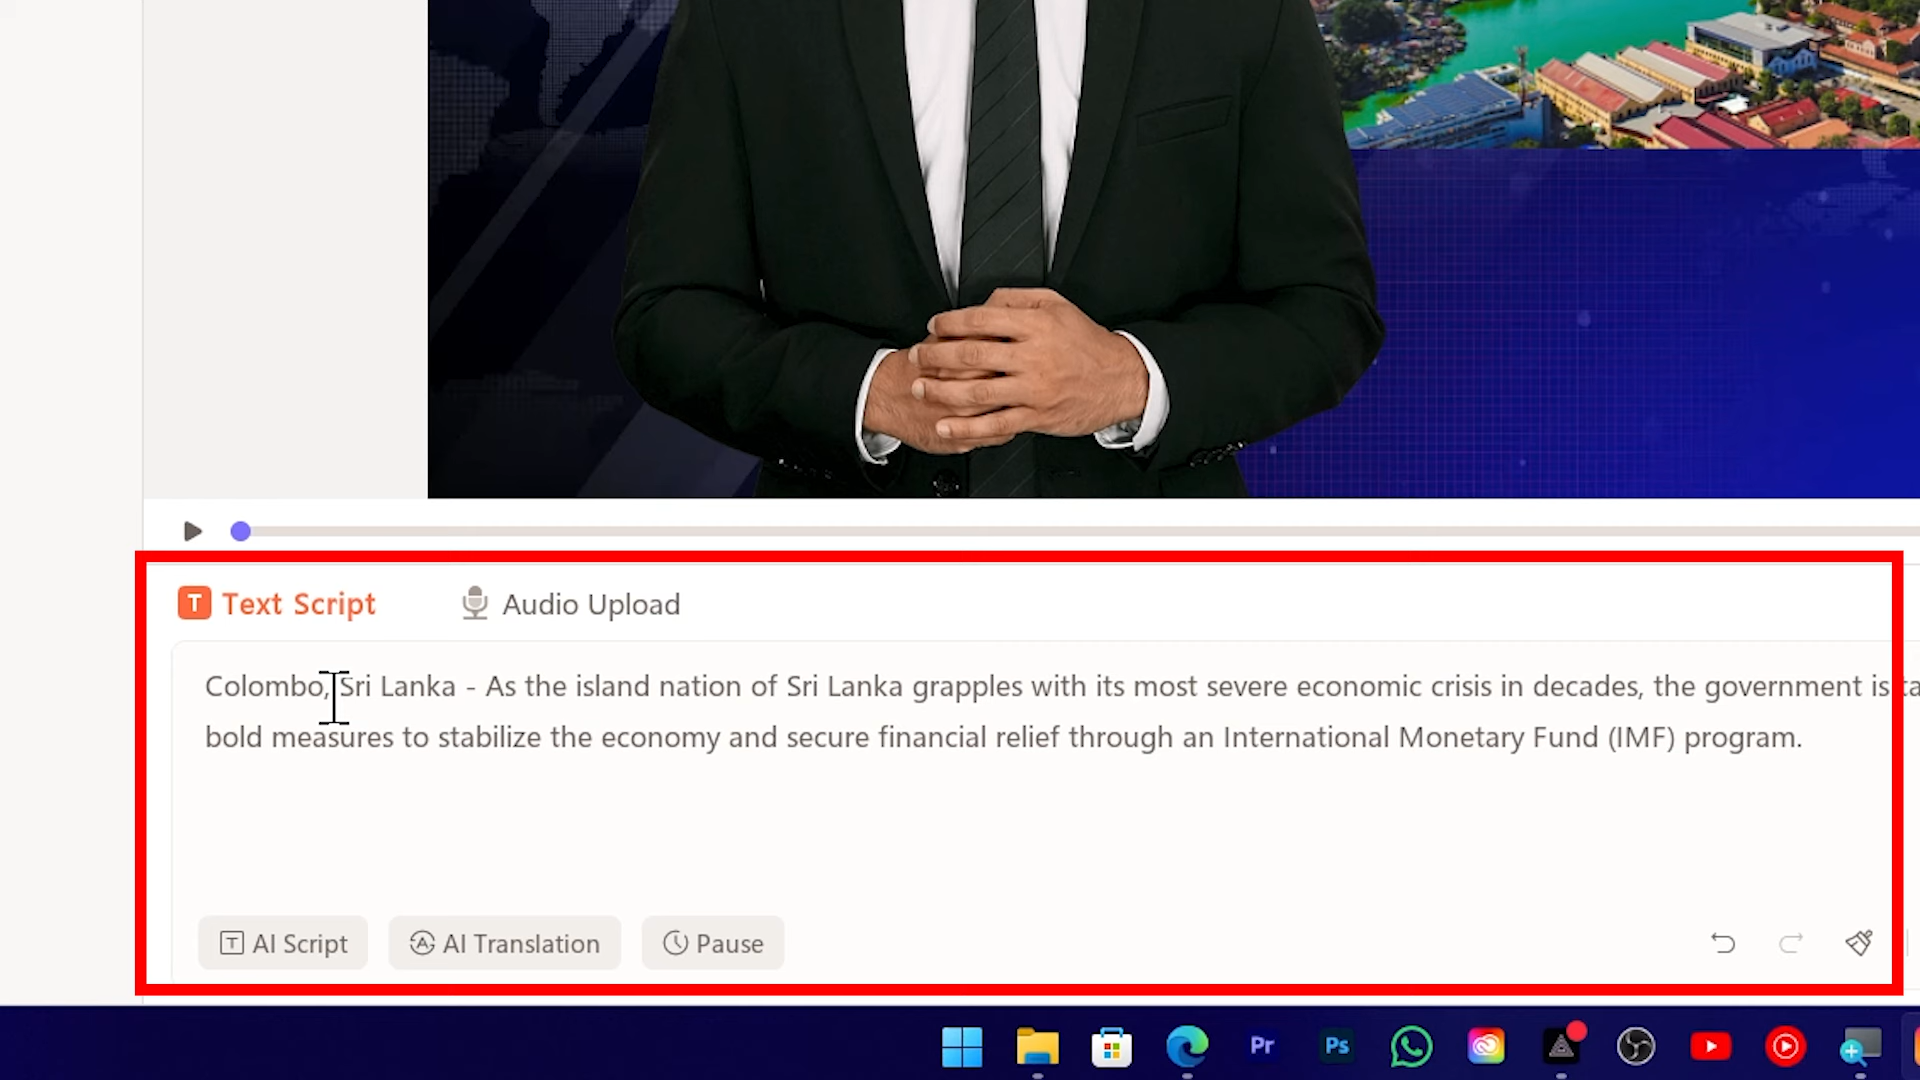 Text Script
Audio Upload
Colombo, Sri Lanka - As the island nation of Sri Lanka grapples with its most severe economic crisis in decades, the government is
bold measures to stabilize the economy and secure financial relief through an International Monetary Fund (IMF) program.
AI Script
AI Translation
Pause
Pr
Ps